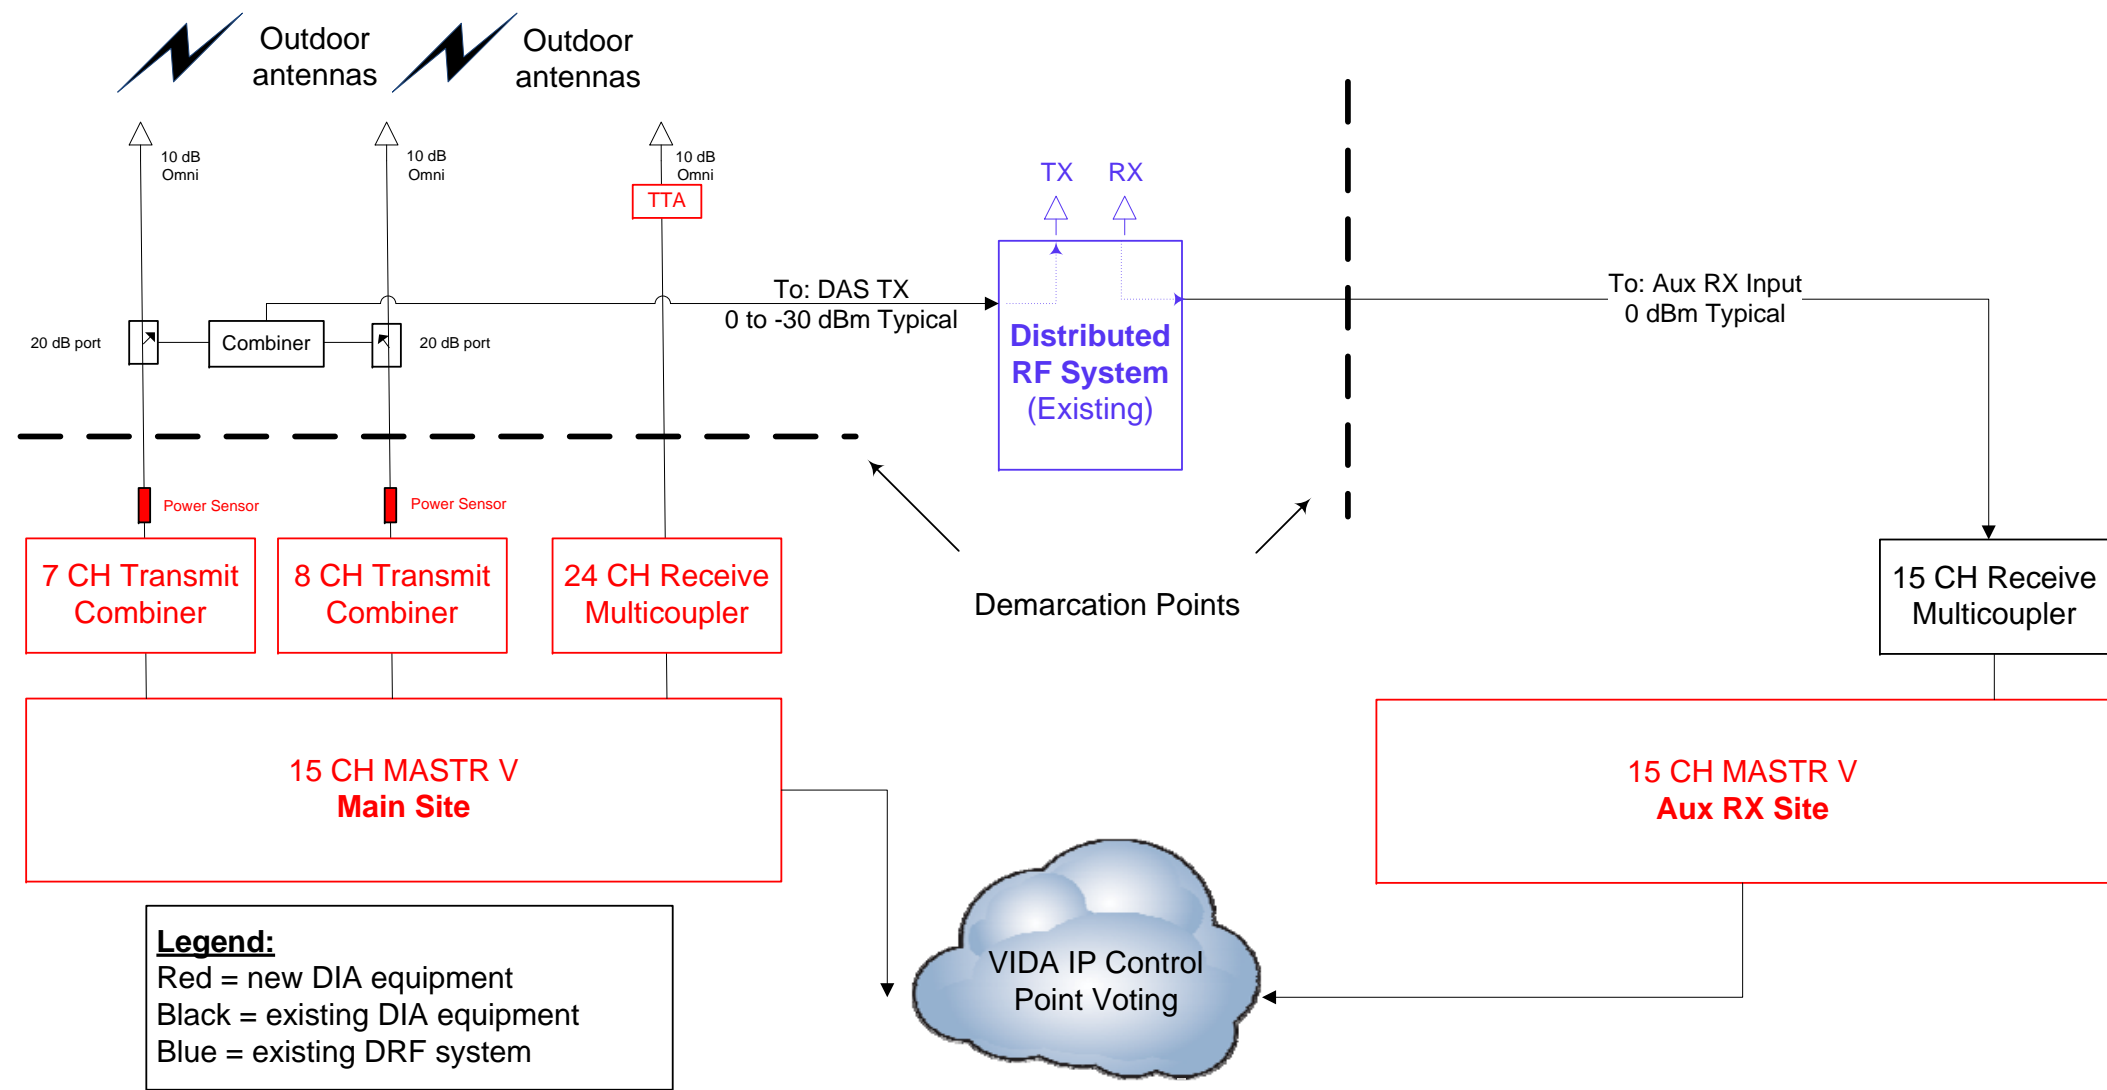 Outdoor
antennas
Outdoor
antennas
10 dB
Omni
10 dB
Omni
10 dB
Omni
TTA
TX
RX
To: DAS TX
0 to -30 dBm Typical
To: Aux RX Input
0 dBm Typical
20 dB port
Combiner
20 dB port
Distributed
RF System
(Existing)
Power Sensor
Power Sensor
7 CH Transmit
Combiner
8 CH Transmit
Combiner
24 CH Receive
Multicoupler
Demarcation Points
15 CH Receive
Multicoupler
15 CH MASTR V
Main Site
15 CH MASTR V
Aux RX Site
VIDA IP Control
Point Voting
Legend:
Red = new DIA equipment
Black = existing DIA equipment
Blue = existing DRF system